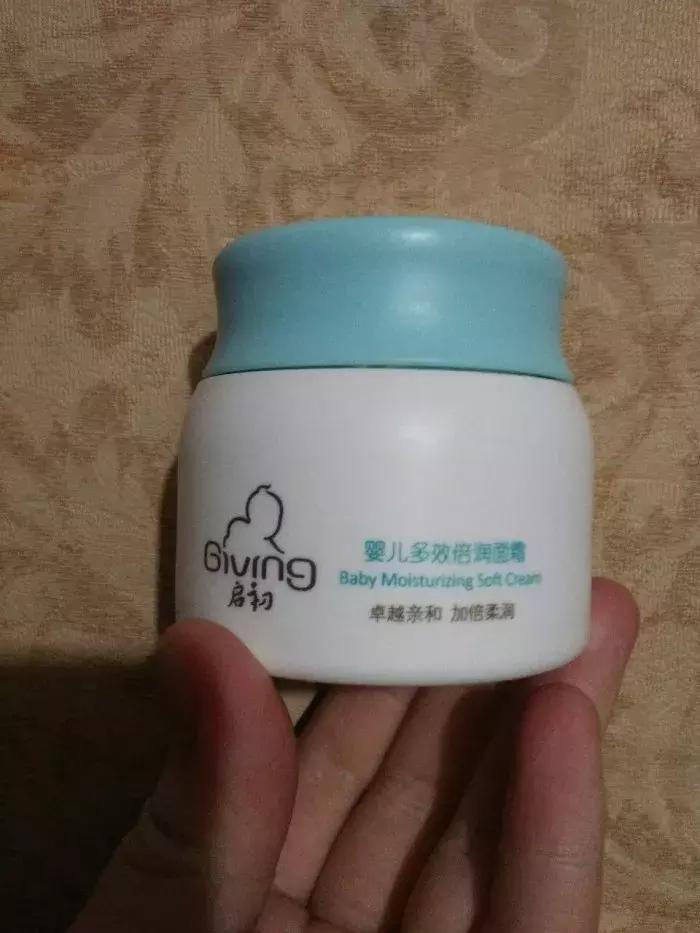 Giving
启初
婴儿多效倍润面霜
Baby Moisturizing Soft Cream
卓越亲和 加倍柔润